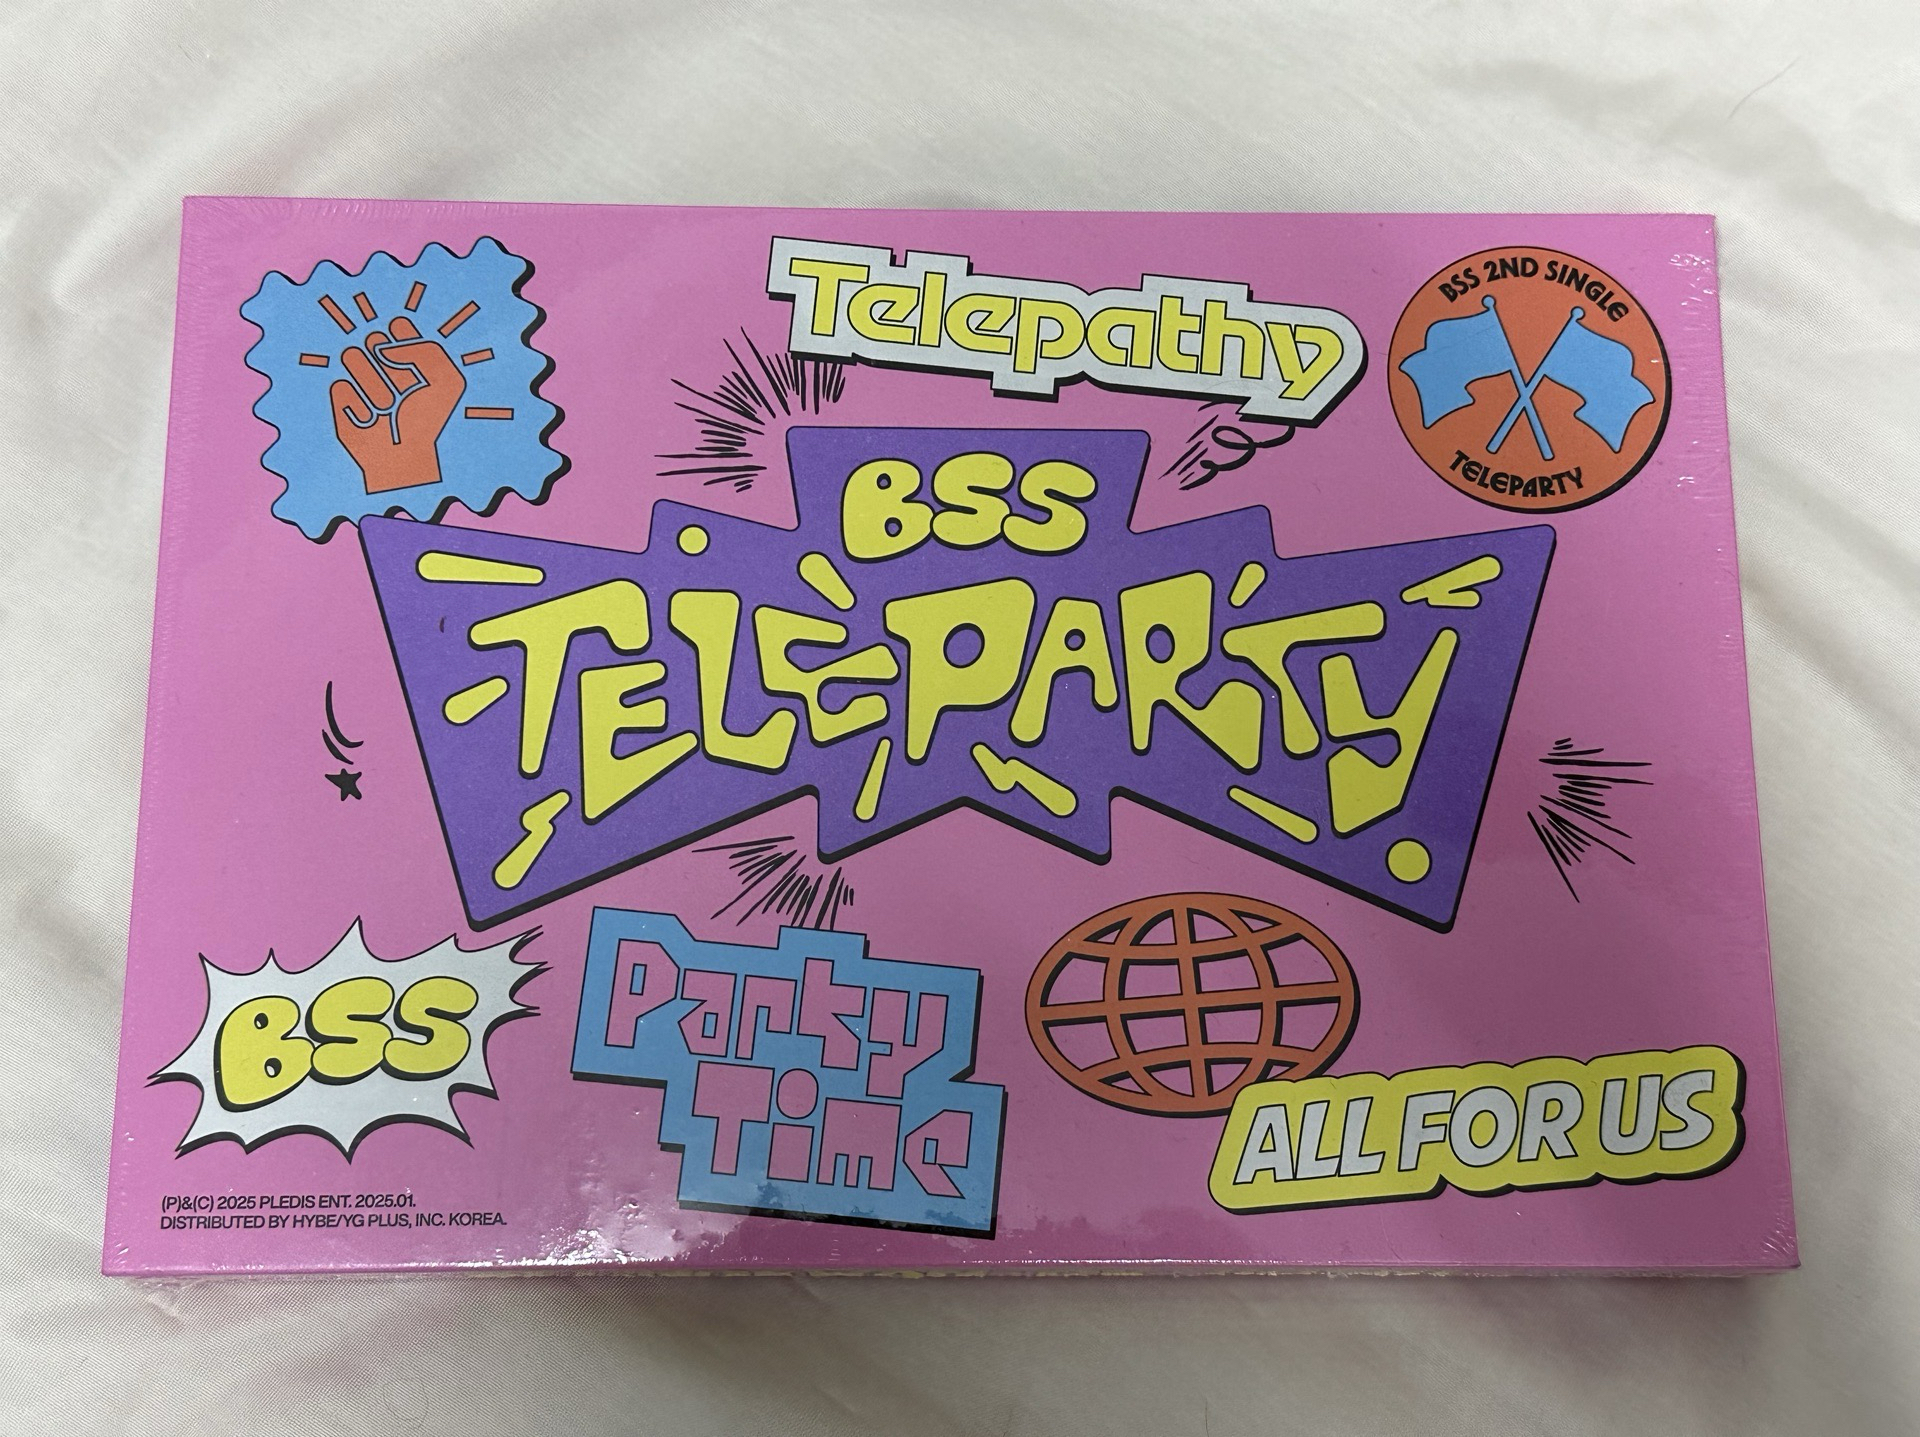 Telepathy
BSS 2ND SINGLE
TELEPARTY
BSS
TELEPARTY
BSS
Party
Time
ALL FOR US
(P)&(C) 2025 PLEDIS ENT. 2025.01.
DISTRIBUTED BY HYBE/YG PLUS, INC. KOREA.